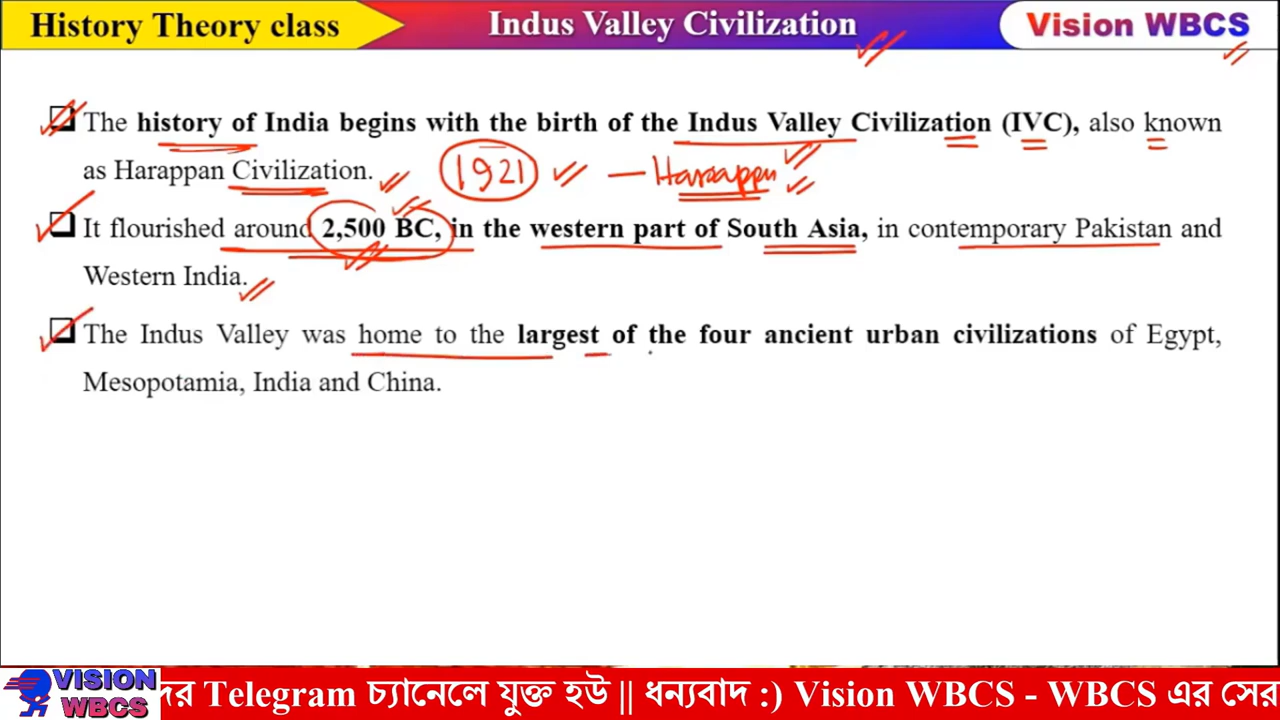 History Theory class
Indus Valley Civilization
Vision WBCS
The history of India begins with the birth of the Indus Valley Civilization (IVC), also known
as Harappan Civilization. 1921 — Harappa
It flourished around 2,500 BC, in the western part of South Asia, in contemporary Pakistan and
Western India.
The Indus Valley was home to the largest of the four ancient urban civilizations of Egypt,
Mesopotamia, India and China.
VISION
WBCS
দের Telegram চ্যানেলে যুক্ত হউ || ধন্যবাদ :) Vision WBCS - WBCS এর সের